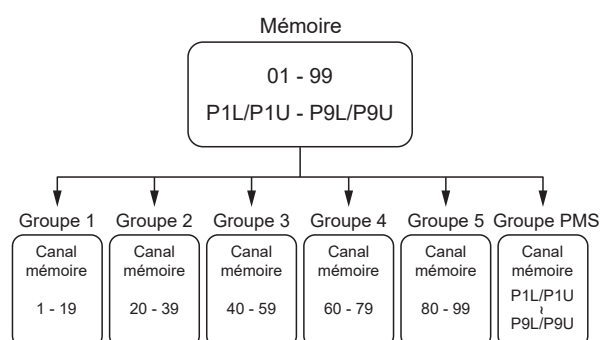 Mémoire
01 - 99
P1L/P1U - P9L/P9U
Groupe 1 Groupe 2 Groupe 3 Groupe 4 Groupe 5 Groupe PMS
Canal mémoire
1 - 19
Canal mémoire
20 - 39
Canal mémoire
40 - 59
Canal mémoire
60 - 79
Canal mémoire
80 - 99
Canal mémoire
P1L/P1U
~
P9L/P9U